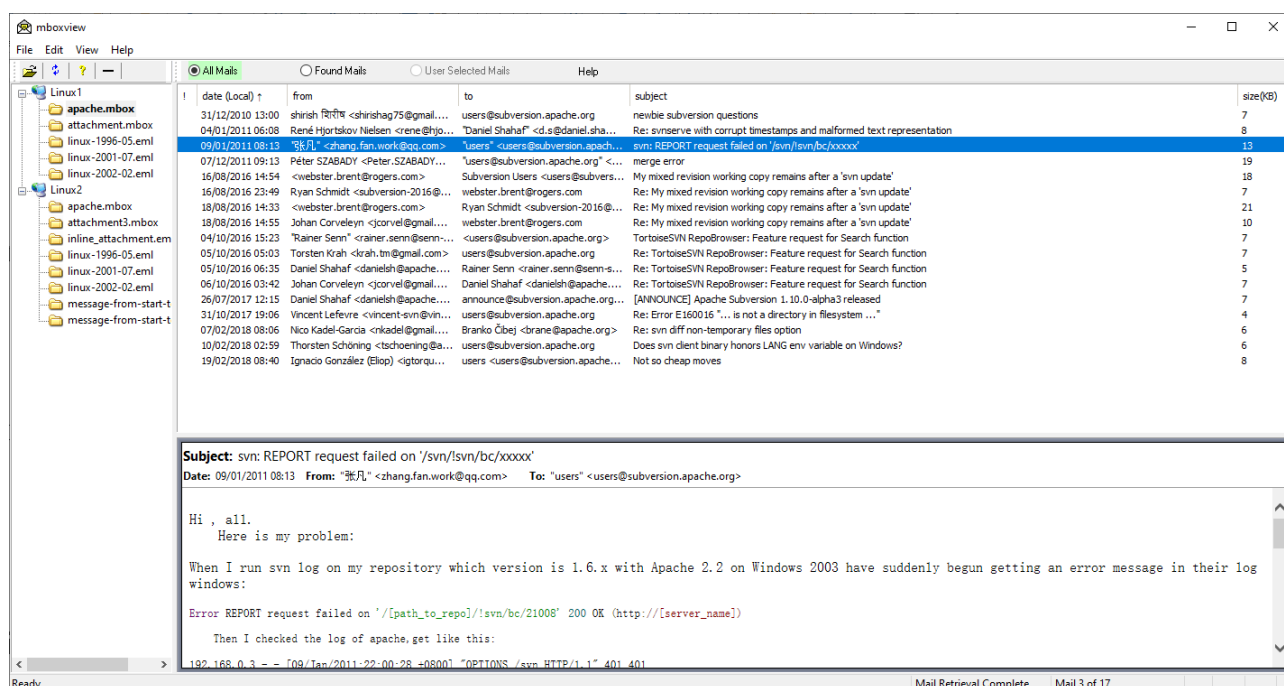 mboxview
File Edit View Help
All Mails Found Mails User Selected Mails Help
Linux1
apache.mbox
attachment.mbox
linux-1996-05.eml
linux-2001-07.eml
linux-2002-02.eml
Linux2
apache.mbox
attachment3.mbox
inline_attachment.em
linux-1996-05.eml
linux-2001-07.eml
linux-2002-02.eml
message-from-start-t
message-from-start-t
! date (Local) ↑ from to subject size(KB)
31/12/2010 13:00 shirish शिरीष <shirishag75@gmail.... users@subversion.apache.org newbie subversion questions 7
04/01/2011 06:08 René Hjortskov Nielsen <rene@hjo... "Daniel Shahaf" <d.s@daniel.sha... Re: svnserve with corrupt timestamps and malformed text representation 8
09/01/2011 08:13 "张凡" <zhang.fan.work@qq.com> "users" <users@subversion.apach... svn: REPORT request failed on '/svn/!svn/bc/xxxxx' 13
07/12/2011 09:13 Péter SZABADY <Peter.SZABADY... "users@subversion.apache.org" <... merge error 19
16/08/2016 14:54 <webster.brent@rogers.com> Subversion Users <users@subvers... My mixed revision working copy remains after a 'svn update' 18
16/08/2016 23:49 Ryan Schmidt <subversion-2016@... webster.brent@rogers.com Re: My mixed revision working copy remains after a 'svn update' 7
18/08/2016 14:33 <webster.brent@rogers.com> Ryan Schmidt <subversion-2016@... Re: My mixed revision working copy remains after a 'svn update' 21
18/08/2016 14:55 Johan Corveleyn <jcorvel@gmail.... webster.brent@rogers.com Re: My mixed revision working copy remains after a 'svn update' 10
04/10/2016 15:23 "Rainer Senn" <rainer.senn@senn-... <users@subversion.apache.org> TortoiseSVN RepoBrowser: Feature request for Search function 7
05/10/2016 05:03 Torsten Krah <krah.tm@gmail.com> users@subversion.apache.org Re: TortoiseSVN RepoBrowser: Feature request for Search function 7
05/10/2016 06:35 Daniel Shahaf <danielsh@apache.... Rainer Senn <rainer.senn@senn-s... Re: TortoiseSVN RepoBrowser: Feature request for Search function 5
06/10/2016 03:42 Johan Corveleyn <jcorvel@gmail.... Daniel Shahaf <danielsh@apache.... Re: TortoiseSVN RepoBrowser: Feature request for Search function 7
26/07/2017 12:15 Daniel Shahaf <danielsh@apache.... announce@subversion.apache.org... [ANNOUNCE] Apache Subversion 1.10.0-alpha3 released 7
31/10/2017 19:06 Vincent Lefevre <vincent-svn@vin... users@subversion.apache.org Re: Error E160016 "... is not a directory in filesystem ..." 4
07/02/2018 08:06 Nico Kadel-Garcia <nkadel@gmail.... Branko Čibej <brane@apache.org> Re: svn diff non-temporary files option 6
10/02/2018 02:59 Thorsten Schöning <tschoening@a... users@subversion.apache.org Does svn client binary honors LANG env variable on Windows? 6
19/02/2018 08:40 Ignacio González (Eliop) <igtorqu... users <users@subversion.apache.... Not so cheap moves 8
Subject: svn: REPORT request failed on '/svn/!svn/bc/xxxxx'
Date: 09/01/2011 08:13 From: "张凡" <zhang.fan.work@qq.com> To: "users" <users@subversion.apache.org>
Hi , all.
Here is my problem:
When I run svn log on my repository which version is 1.6.x with Apache 2.2 on Windows 2003 have suddenly begun getting an error message in their log
windows:
Error REPORT request failed on '/[path_to_repo]/!svn/bc/21008' 200 OK (http://[server_name])
Then I checked the log of apache,get like this:
192.168.0.3 - - [09/Jan/2011:22:00:28 +0800] "OPTIONS /svn HTTP/1.1" 401 401
Ready Mail Retrieval Complete Mail 3 of 17